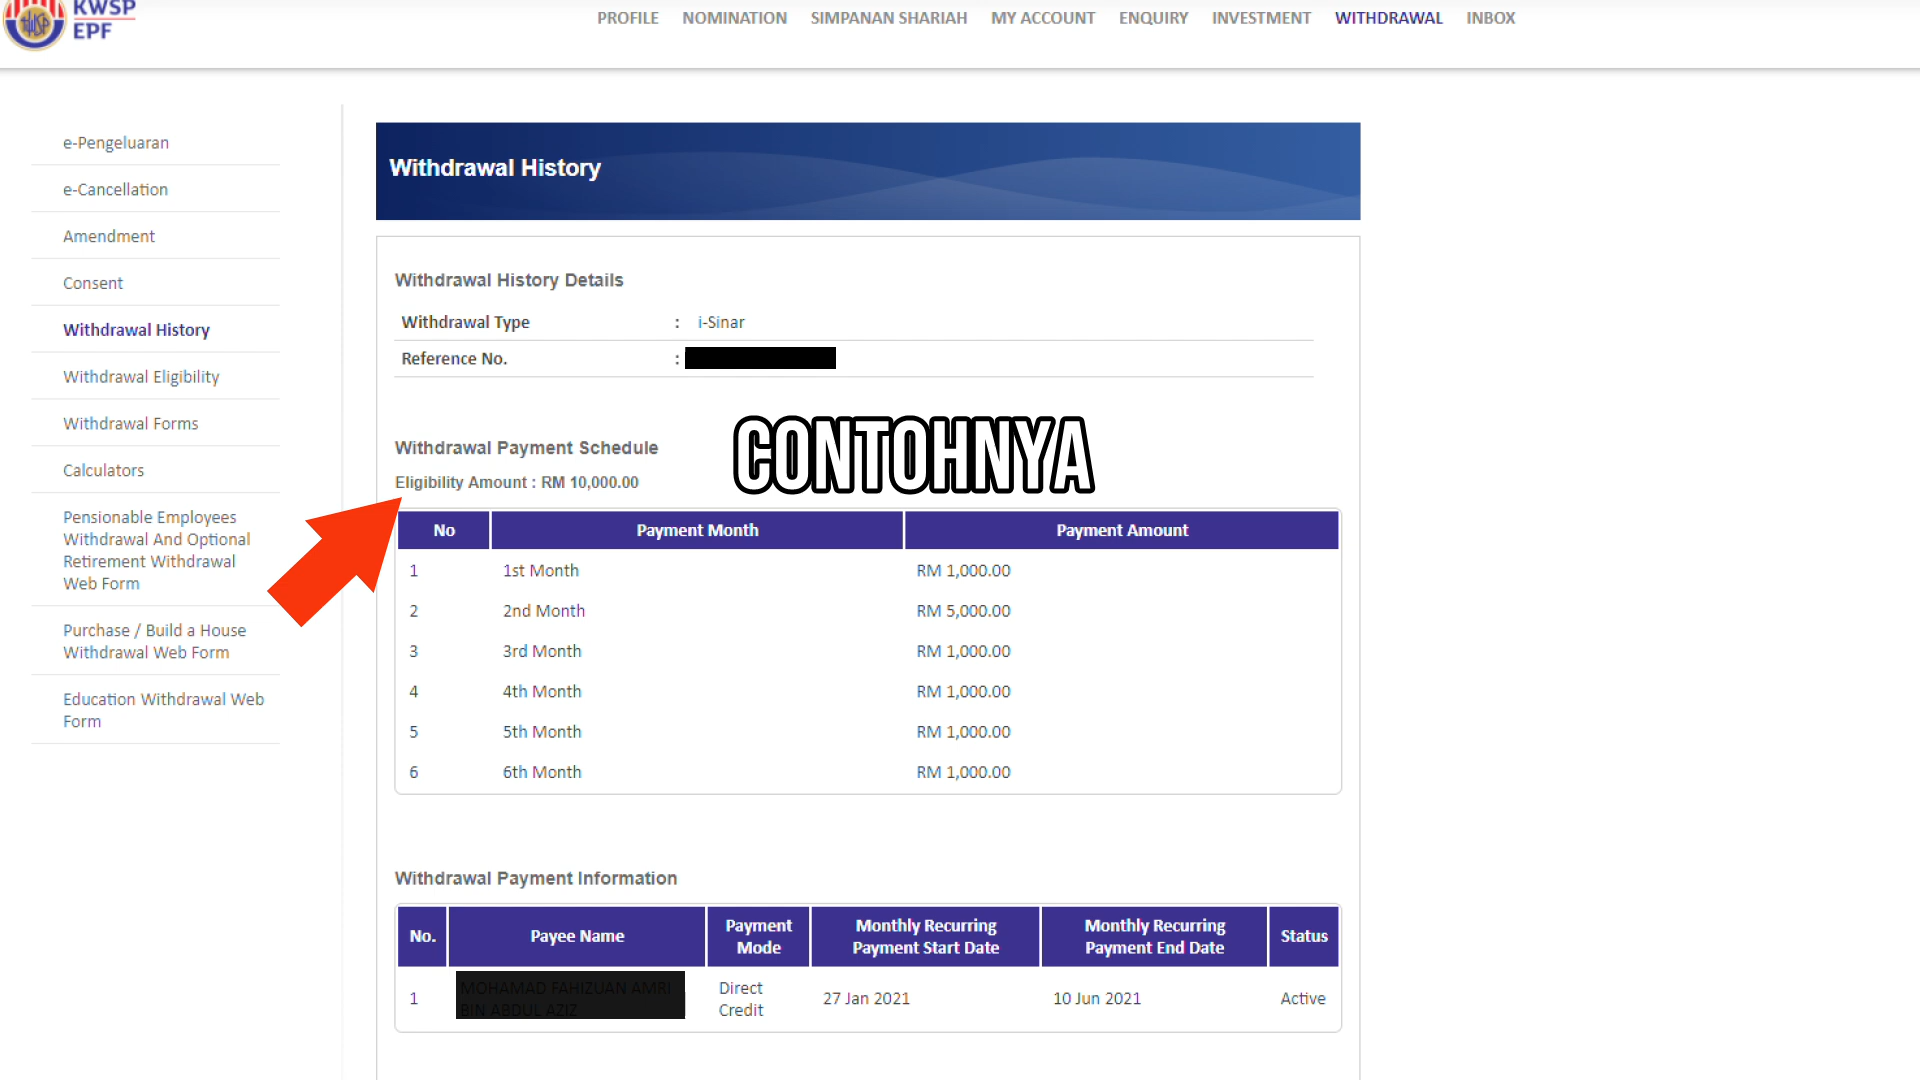 KWSP
EPF
PROFILE NOMINATION SIMPANAN SHARIAH MY ACCOUNT ENQUIRY INVESTMENT WITHDRAWAL INBOX
e-Pengeluaran
e-Cancellation
Amendment
Consent
Withdrawal History
Withdrawal Eligibility
Withdrawal Forms
Calculators
Pensionable Employees
Withdrawal And Optional
Retirement Withdrawal
Web Form
Purchase / Build a House
Withdrawal Web Form
Education Withdrawal Web
Form
Withdrawal History
Withdrawal History Details
Withdrawal Type : i-Sinar
Reference No. :
CONTOHNYA
Withdrawal Payment Schedule
Eligibility Amount : RM 10,000.00
No Payment Month Payment Amount
1 1st Month RM 1,000.00
2 2nd Month RM 5,000.00
3 3rd Month RM 1,000.00
4 4th Month RM 1,000.00
5 5th Month RM 1,000.00
6 6th Month RM 1,000.00
Withdrawal Payment Information
No. Payee Name Payment Mode Monthly Recurring Payment Start Date Monthly Recurring Payment End Date Status
1 Direct Credit 27 Jan 2021 10 Jun 2021 Active